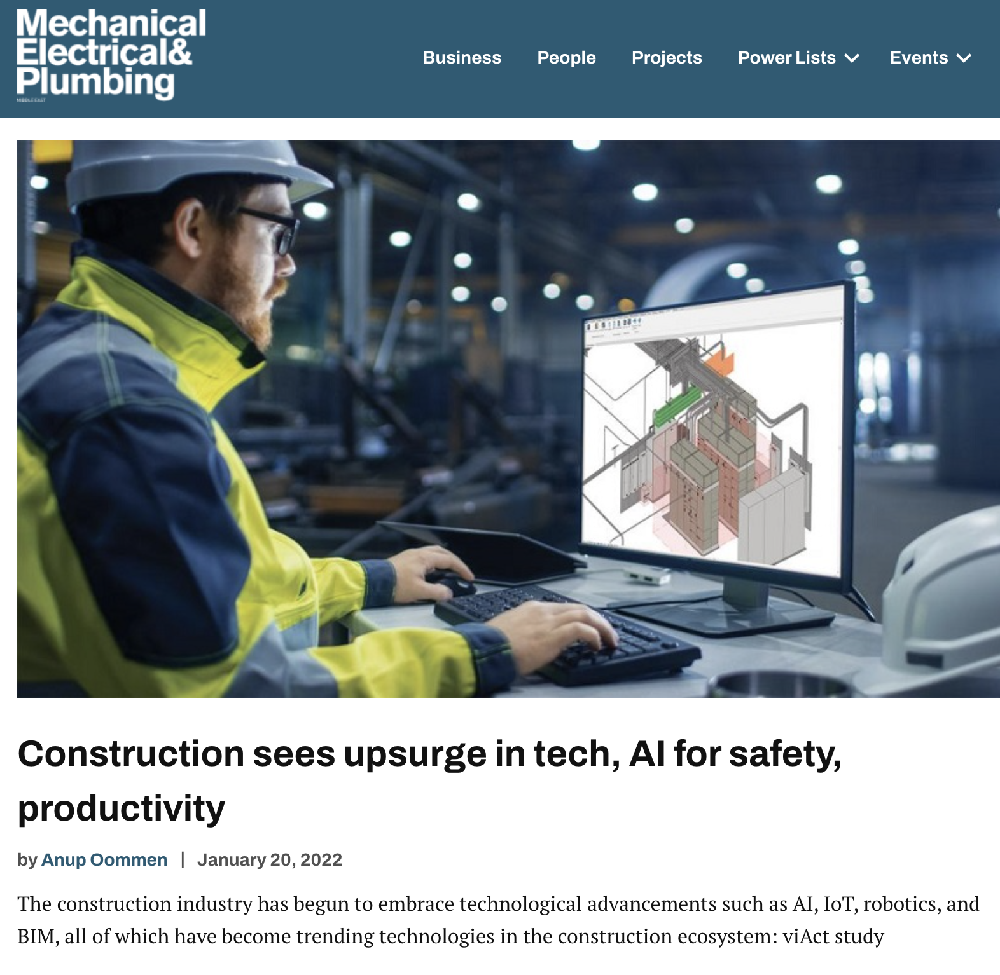 Mechanical
Electrical&
Plumbing
MIDDLE EAST
Business People Projects Power Lists Events
Construction sees upsurge in tech, AI for safety,
productivity
by Anup Oommen | January 20, 2022
The construction industry has begun to embrace technological advancements such as AI, IoT, robotics, and
BIM, all of which have become trending technologies in the construction ecosystem: viAct study